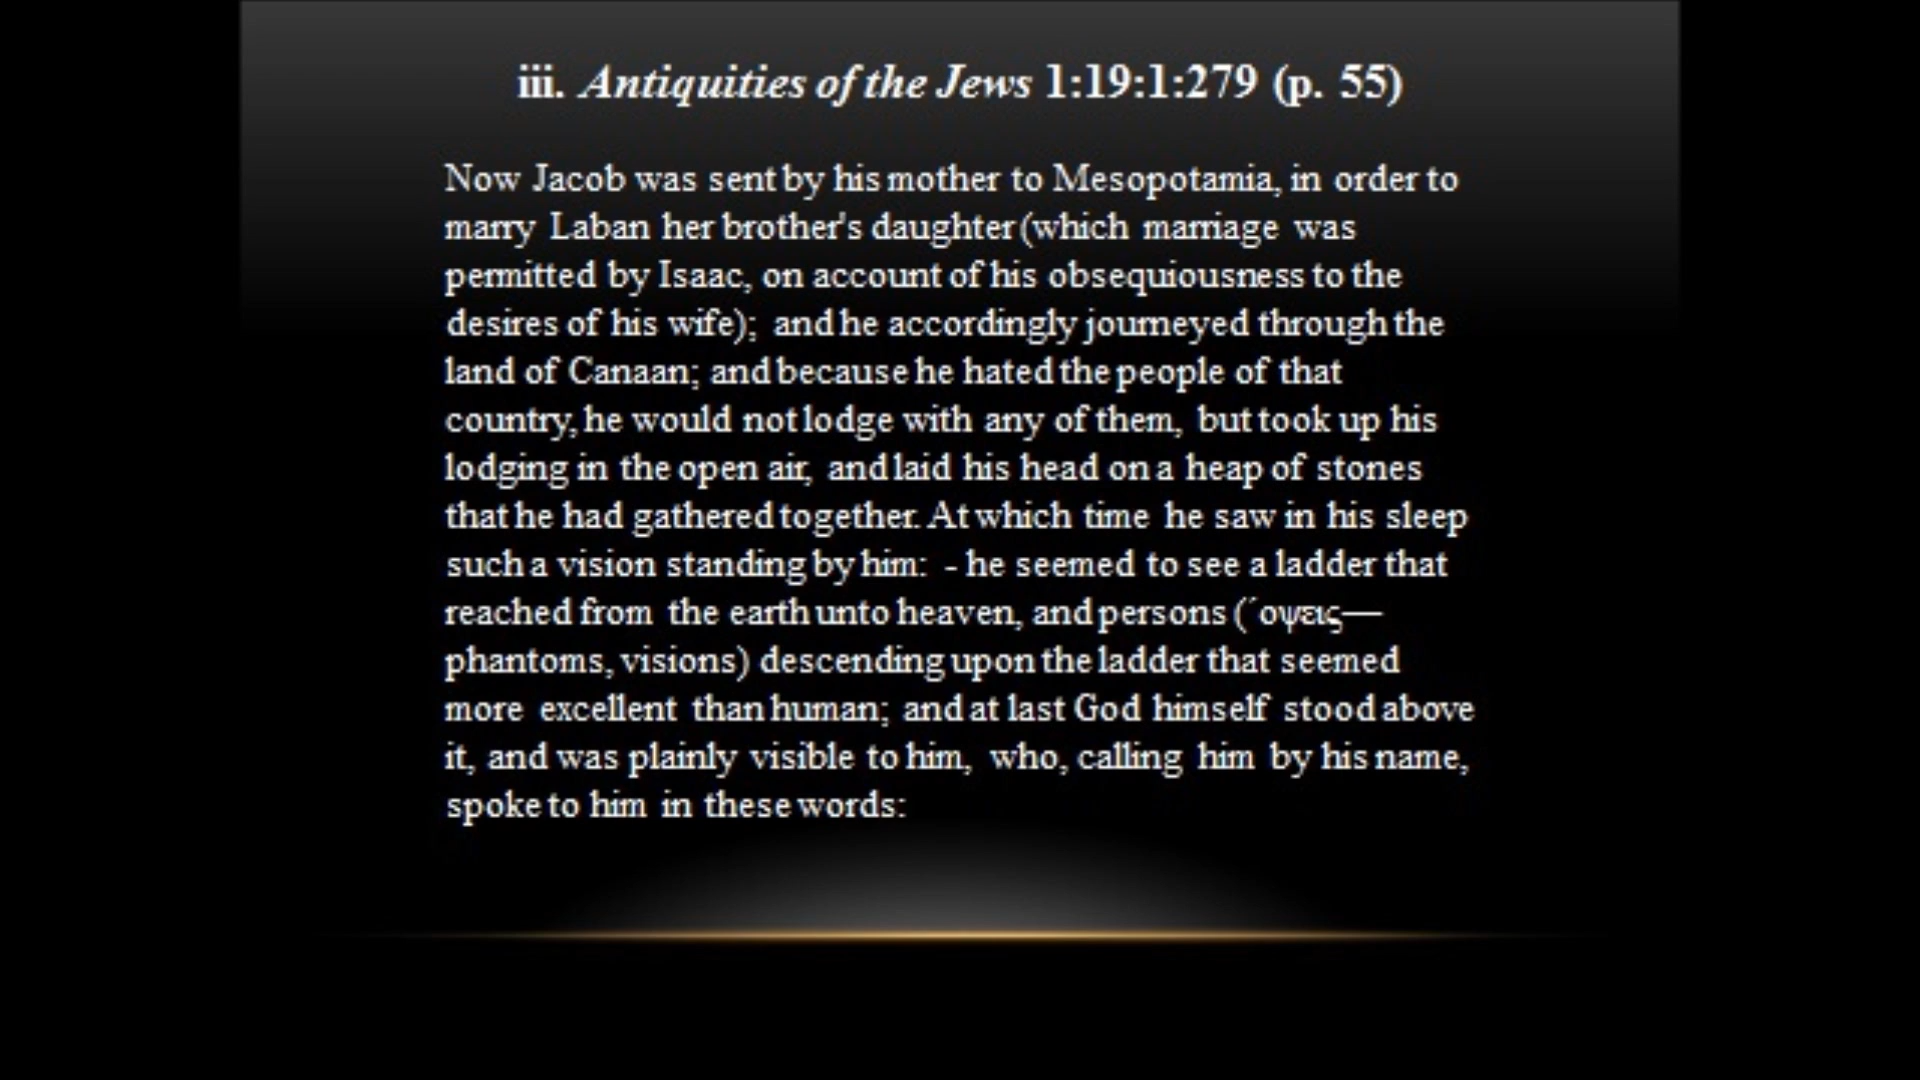 iii. Antiquities of the Jews 1:19:1:279 (p. 55)
Now Jacob was sent by his mother to Mesopotamia, in order to
marry Laban her brother's daughter (which marriage was
permitted by Isaac, on account of his obsequiousness to the
desires of his wife); and he accordingly journeyed through the
land of Canaan; and because he hated the people of that
country, he would not lodge with any of them, but took up his
lodging in the open air, and laid his head on a heap of stones
that he had gathered together. At which time he saw in his sleep
such a vision standing by him: - he seemed to see a ladder that
reached from the earth unto heaven, and persons (΄οψεις—
phantoms, visions) descending upon the ladder that seemed
more excellent than human; and at last God himself stood above
it, and was plainly visible to him, who, calling him by his name,
spoke to him in these words: